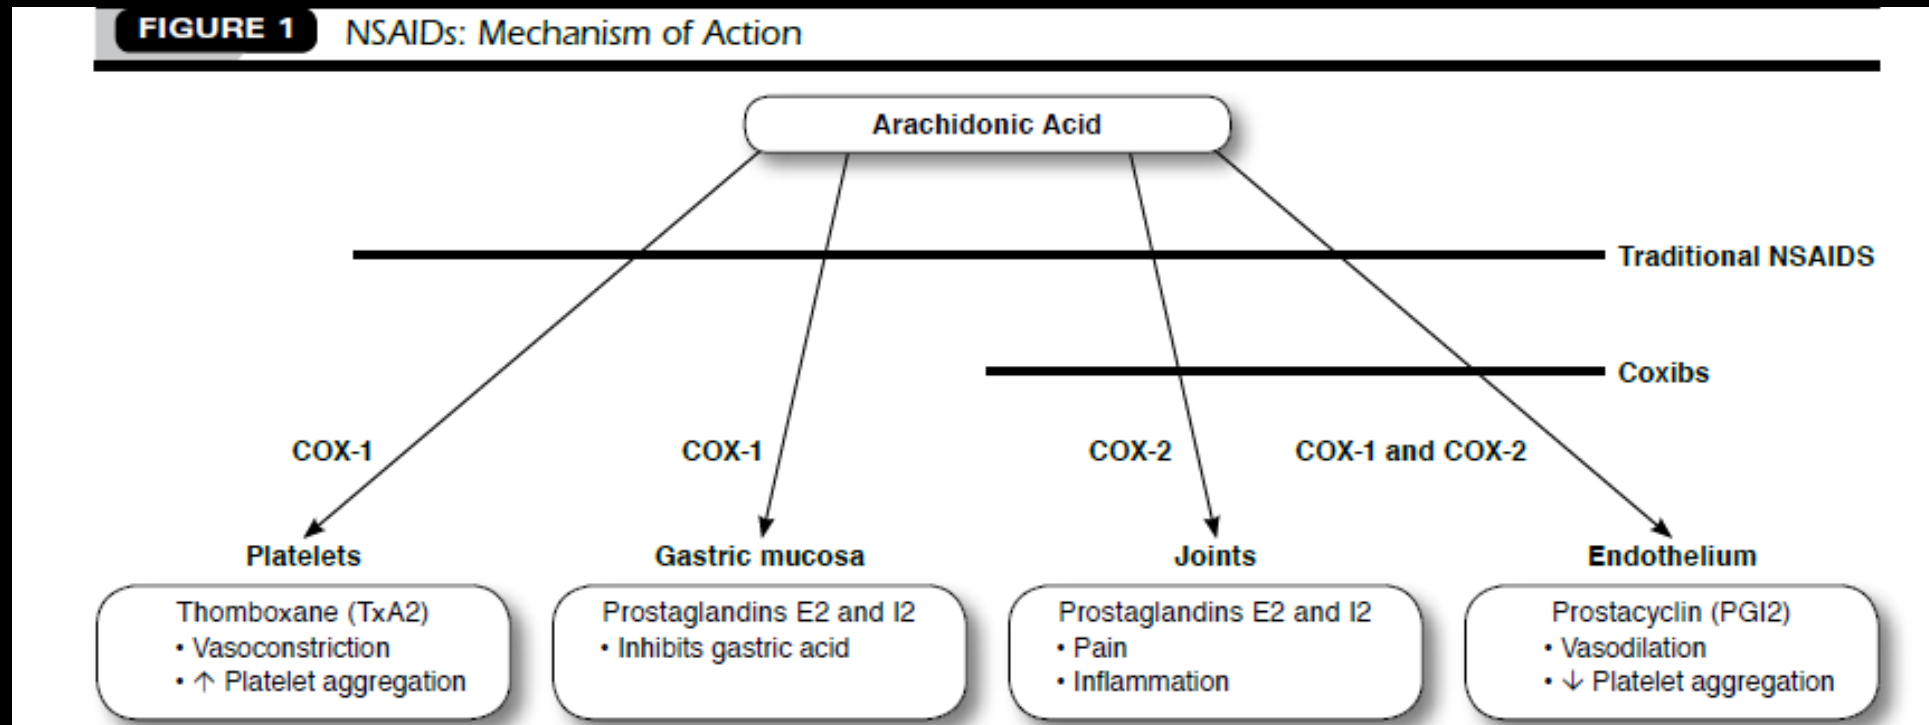 FIGURE 1 NSAIDs: Mechanism of Action
Arachidonic Acid
Traditional NSAIDS
Coxibs
COX-1
COX-1
COX-2
COX-1 and COX-2
Platelets
Thomboxane (TxA2)
• Vasoconstriction
• ↑ Platelet aggregation
Gastric mucosa
Prostaglandins E2 and I2
• Inhibits gastric acid
Joints
Prostaglandins E2 and I2
• Pain
• Inflammation
Endothelium
Prostacyclin (PGI2)
• Vasodilation
• ↓ Platelet aggregation